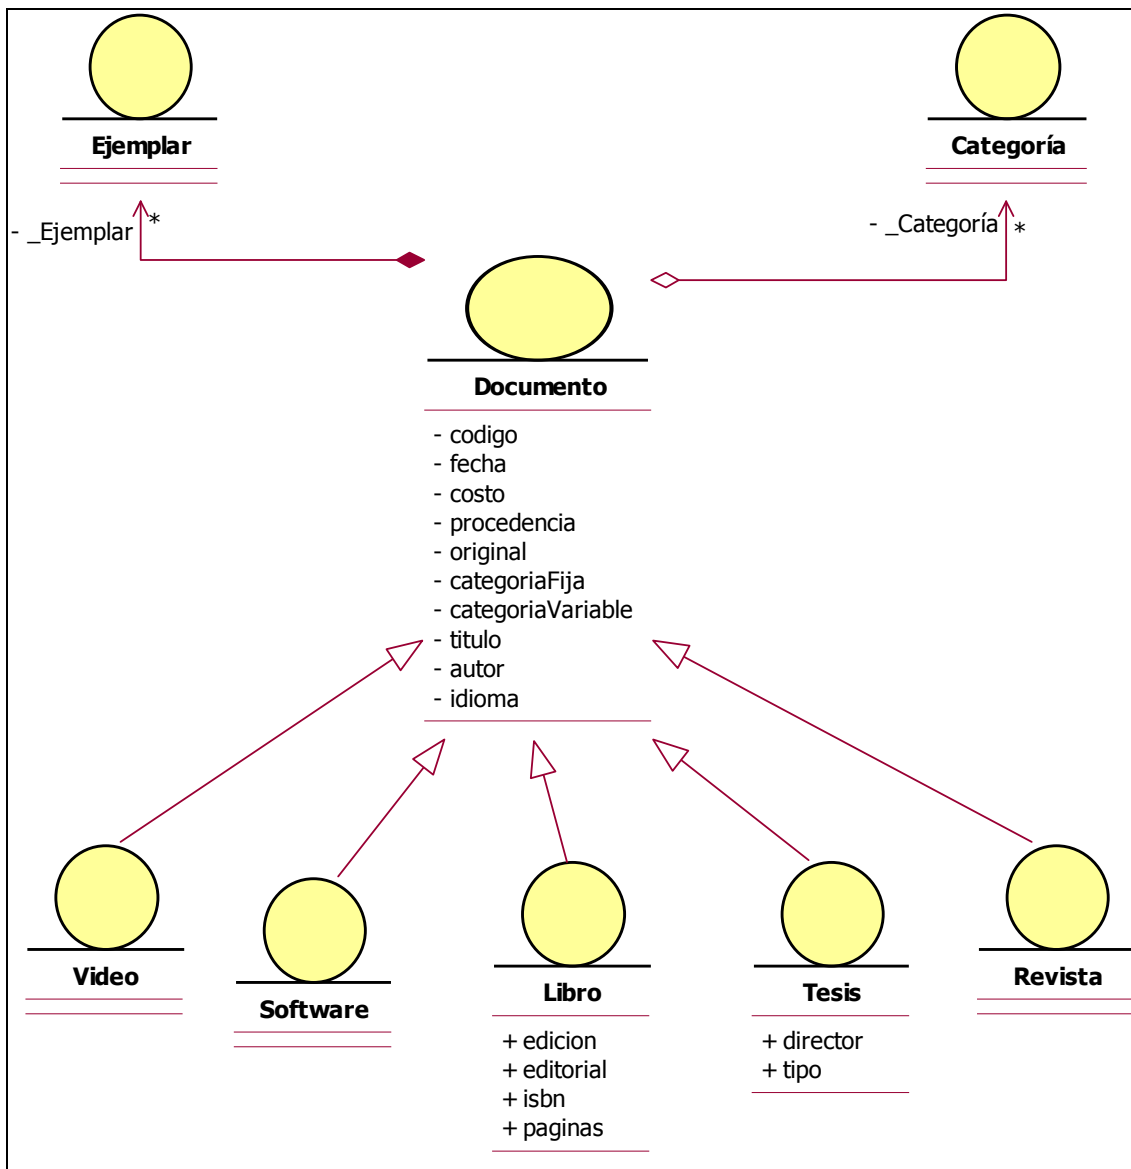 Ejemplar
Categoría
- _Ejemplar
*
- _Categoría
*
Documento
- codigo
- fecha
- costo
- procedencia
- original
- categoriaFija
- categoriaVariable
- titulo
- autor
- idioma
Video
Software
Libro
+ edicion
+ editorial
+ isbn
+ paginas
Tesis
+ director
+ tipo
Revista